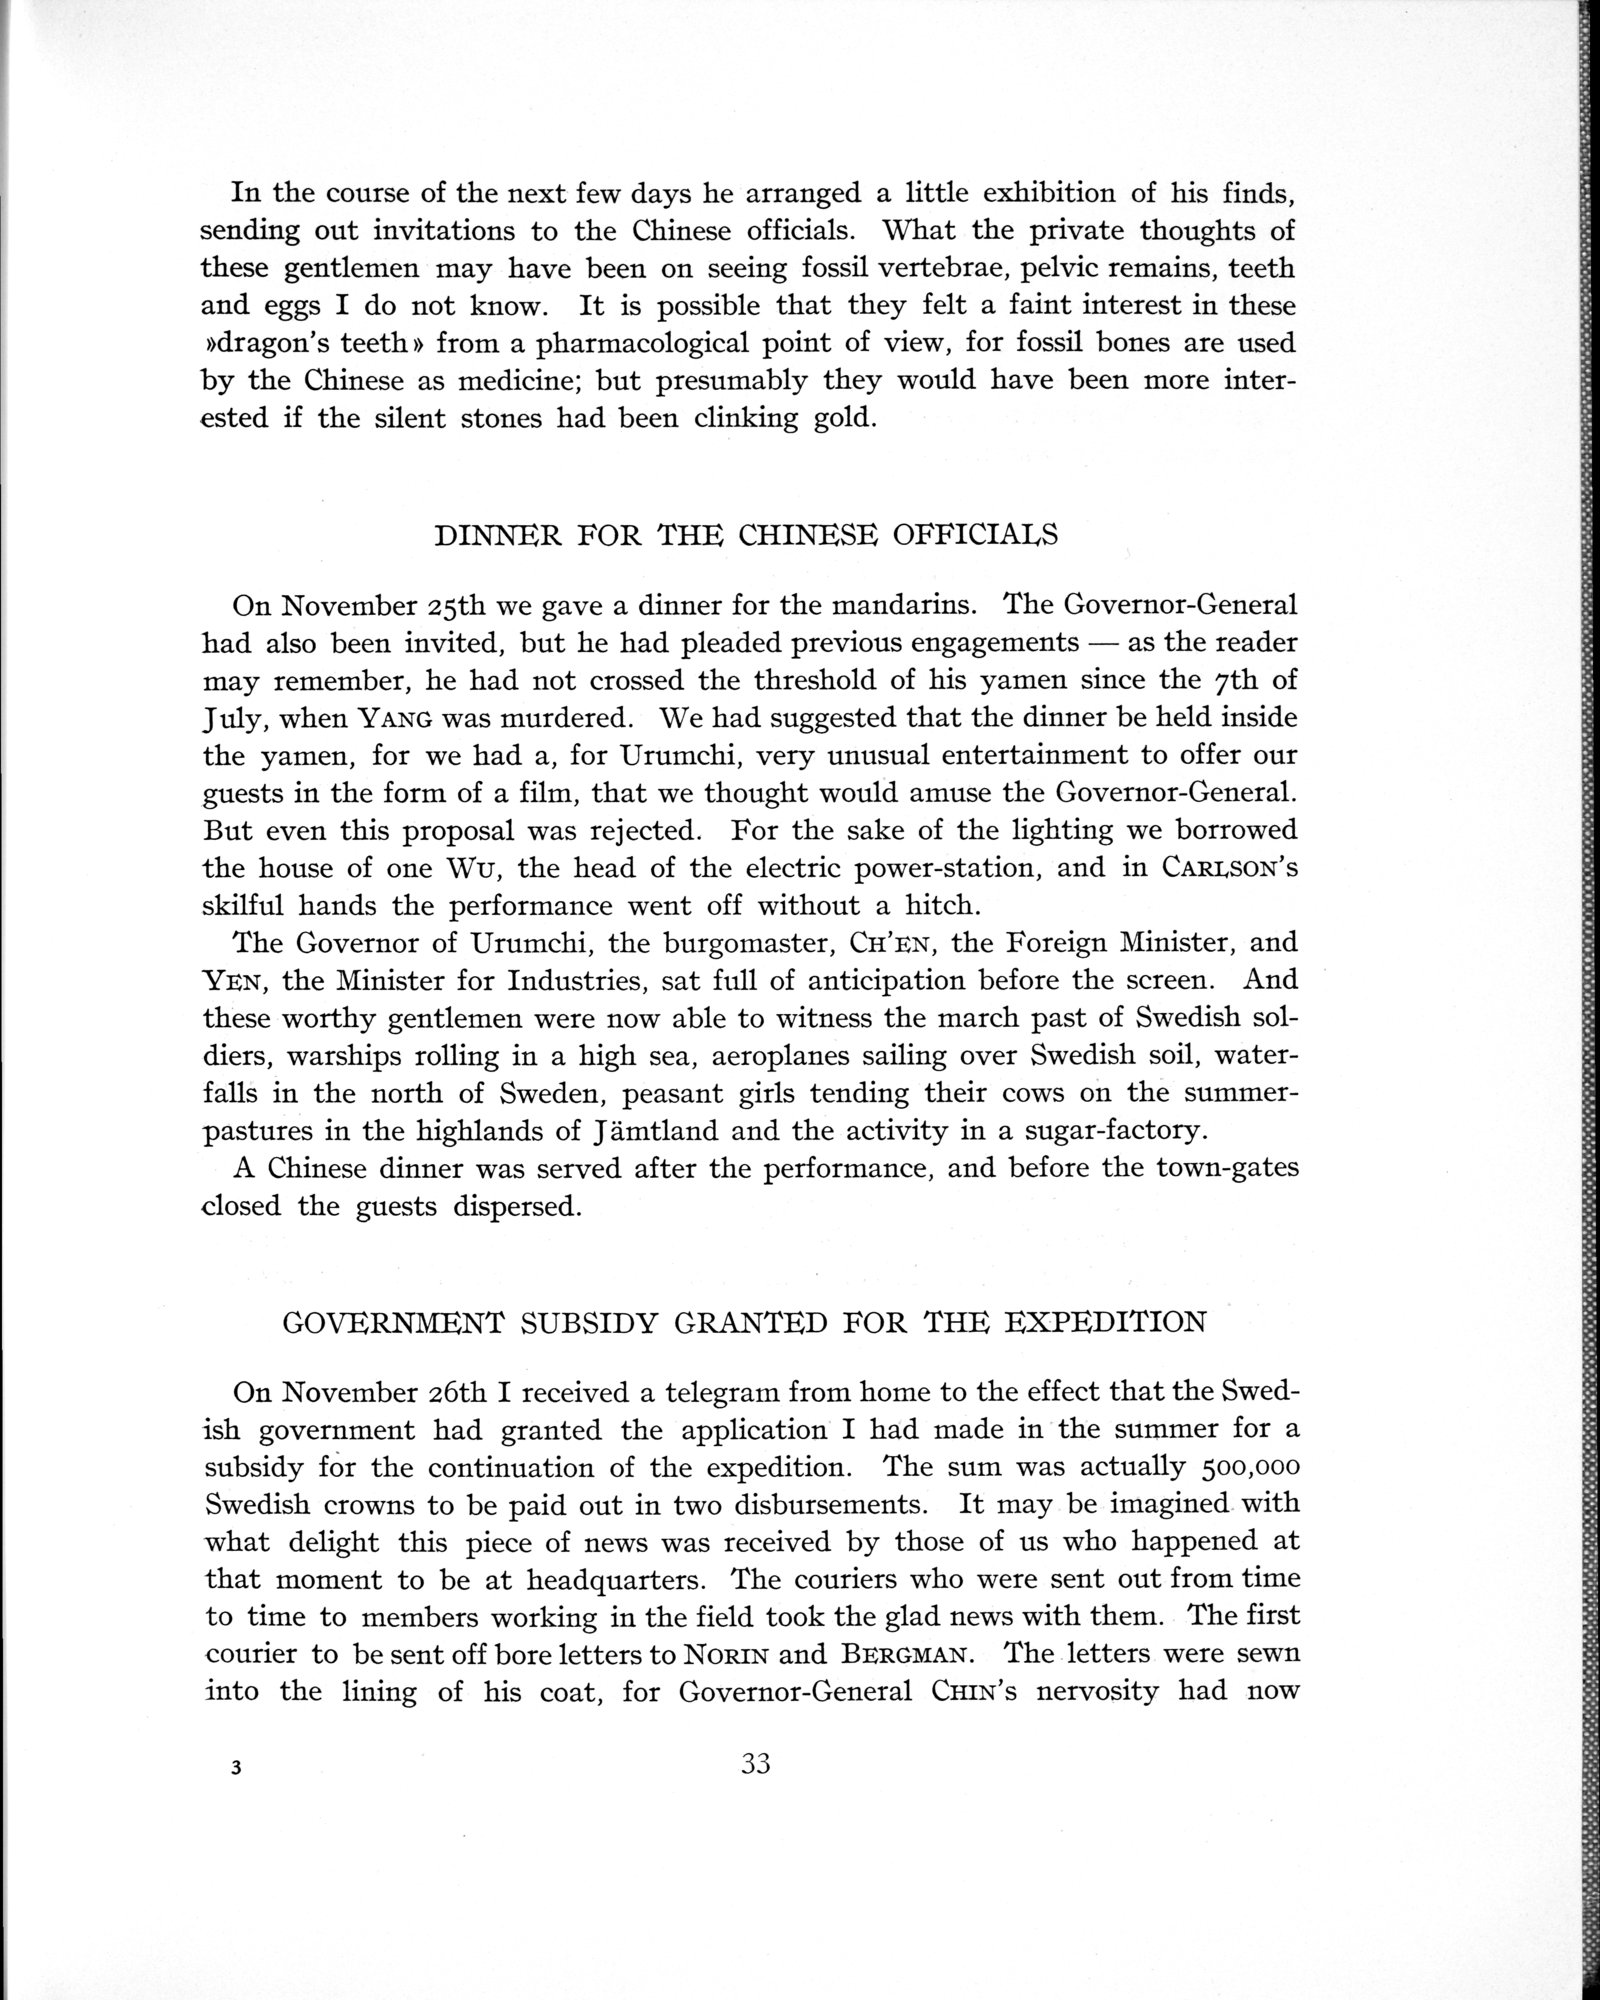 In the course of the next few days he arranged a little exhibition of his finds,
sending out invitations to the Chinese officials. What the private thoughts of
these gentlemen may have been on seeing fossil vertebrae, pelvic remains, teeth
and eggs I do not know. It is possible that they felt a faint interest in these
»dragon's teeth» from a pharmacological point of view, for fossil bones are used
by the Chinese as medicine; but presumably they would have been more inter-
ested if the silent stones had been clinking gold.
DINNER FOR THE CHINESE OFFICIALS
On November 25th we gave a dinner for the mandarins. The Governor-General
had also been invited, but he had pleaded previous engagements — as the reader
may remember, he had not crossed the threshold of his yamen since the 7th of
July, when YANG was murdered. We had suggested that the dinner be held inside
the yamen, for we had a, for Urumchi, very unusual entertainment to offer our
guests in the form of a film, that we thought would amuse the Governor-General.
But even this proposal was rejected. For the sake of the lighting we borrowed
the house of one WU, the head of the electric power-station, and in CARLSON's
skilful hands the performance went off without a hitch.
The Governor of Urumchi, the burgomaster, CH'EN, the Foreign Minister, and
YEN, the Minister for Industries, sat full of anticipation before the screen. And
these worthy gentlemen were now able to witness the march past of Swedish sol-
diers, warships rolling in a high sea, aeroplanes sailing over Swedish soil, water-
falls in the north of Sweden, peasant girls tending their cows on the summer-
pastures in the highlands of Jämtland and the activity in a sugar-factory.
A Chinese dinner was served after the performance, and before the town-gates
closed the guests dispersed.
GOVERNMENT SUBSIDY GRANTED FOR THE EXPEDITION
On November 26th I received a telegram from home to the effect that the Swed-
ish government had granted the application I had made in the summer for a
subsidy for the continuation of the expedition. The sum was actually 500,000
Swedish crowns to be paid out in two disbursements. It may be imagined with
what delight this piece of news was received by those of us who happened at
that moment to be at headquarters. The couriers who were sent out from time
to time to members working in the field took the glad news with them. The first
courier to be sent off bore letters to NORIN and BERGMAN. The letters were sewn
into the lining of his coat, for Governor-General CHIN's nervosity had now
3 33